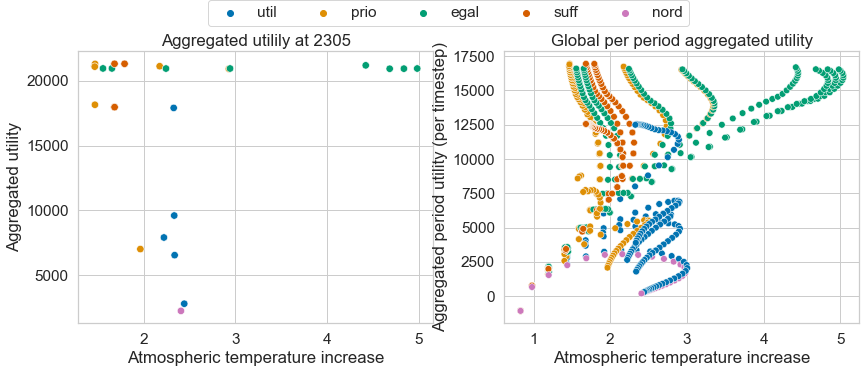 util prio egal suff nord
Aggregated utility at 2305
Global per period aggregated utility
Aggregated utility
20000
15000
10000
5000
2 3 4 5
Atmospheric temperature increase
Aggregated period utility (per timestep)
17500
15000
12500
10000
7500
5000
2500
0
1 2 3 4 5
Atmospheric temperature increase